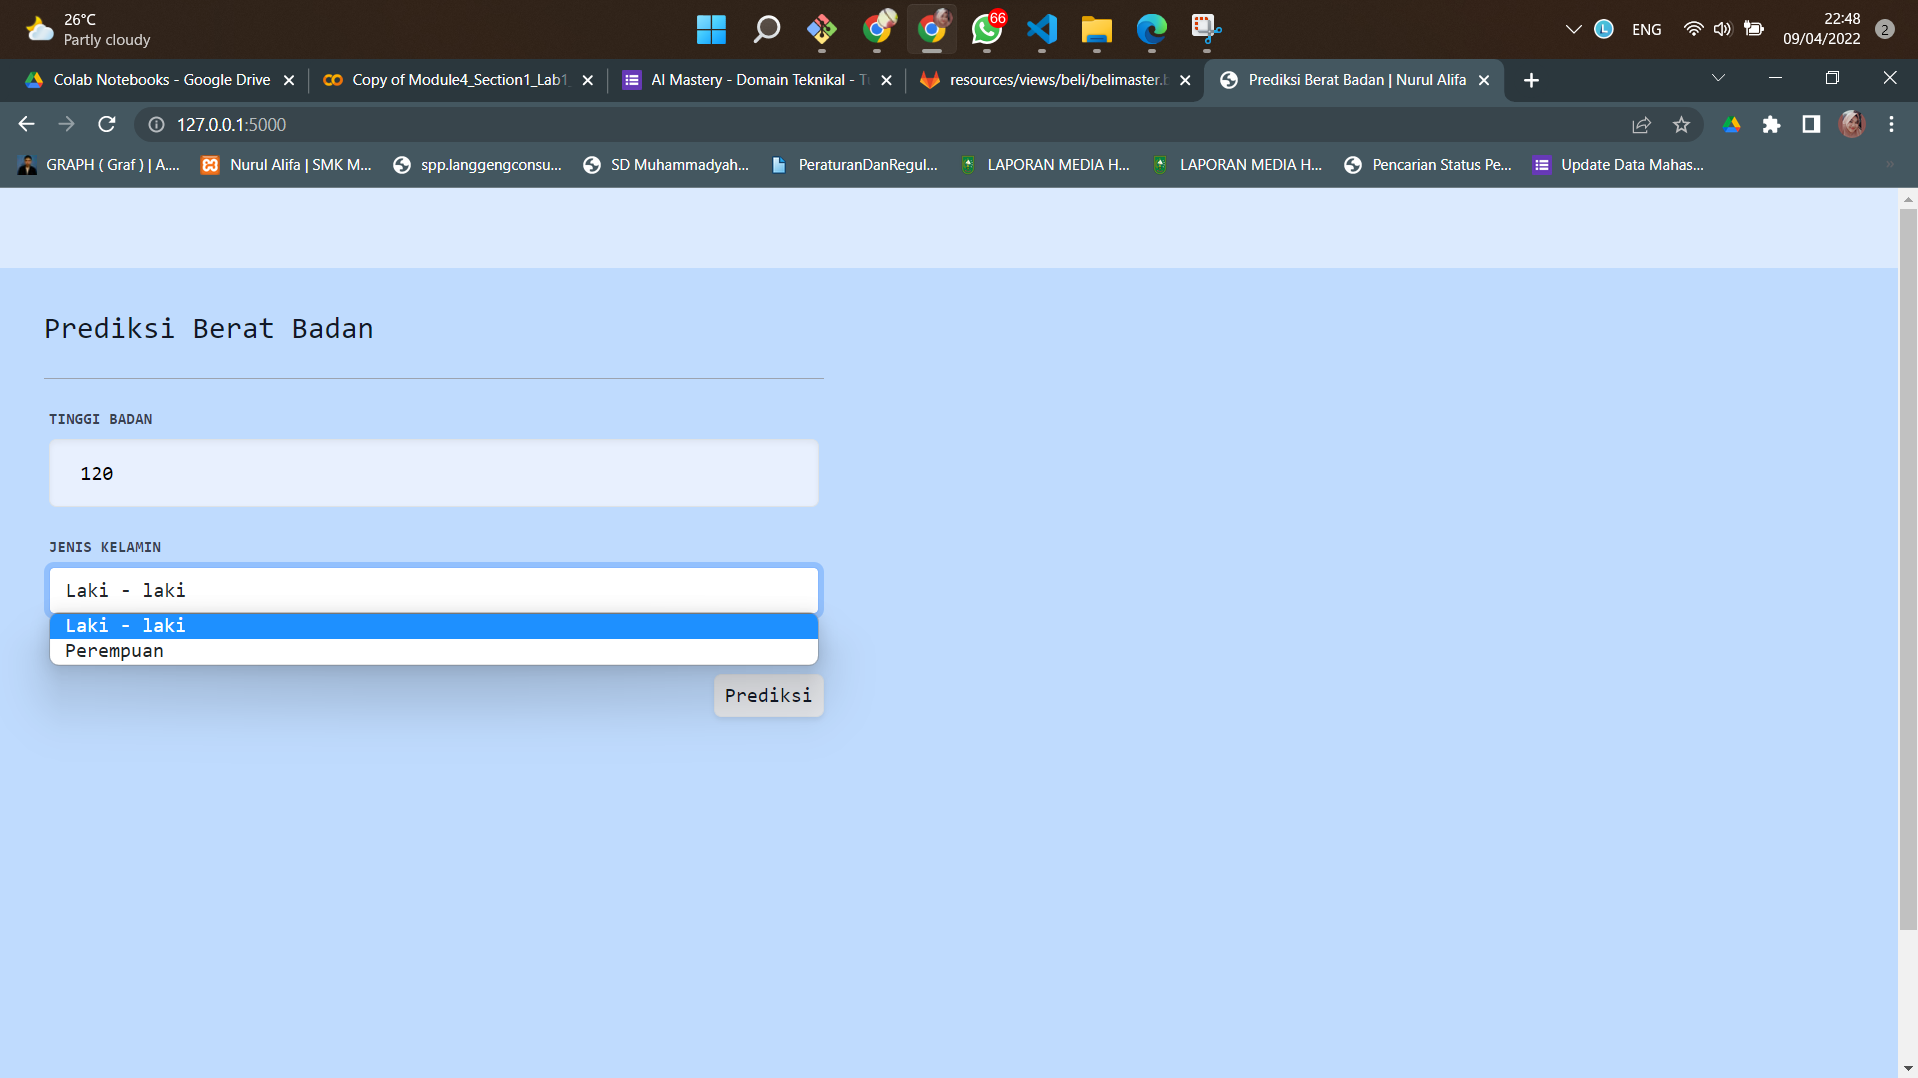 26°C
Partly cloudy
66
ENG
22:48
09/04/2022
2
Colab Notebooks - Google Drive
Copy of Module4_Section1_Lab1
AI Mastery - Domain Teknikal - Tu
resources/views/beli/belimaster.b
Prediksi Berat Badan | Nurul Alifa
127.0.0.1:5000
GRAPH ( Graf ) | A....
Nurul Alifa | SMK M...
spp.langgengconsu...
SD Muhammadyah...
PeraturanDanRegul...
LAPORAN MEDIA H...
LAPORAN MEDIA H...
Pencarian Status Pe...
Update Data Mahas...
Prediksi Berat Badan
TINGGI BADAN
120
JENIS KELAMIN
Laki - laki
Laki - laki
Perempuan
Prediksi